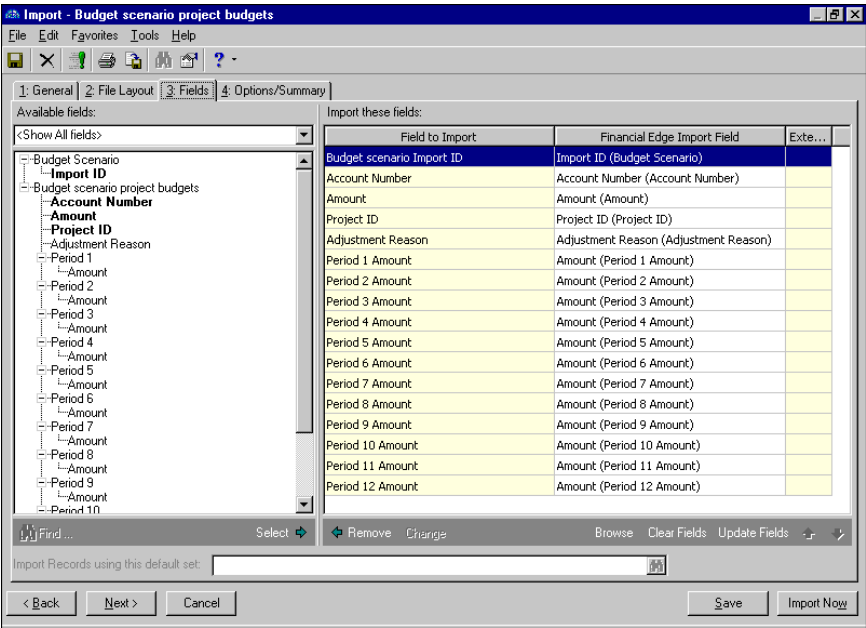 Import - Budget scenario project budgets
File Edit Favorites Tools Help
1: General 2: File Layout 3: Fields 4: Options/Summary
Available fields:
<Show All fields>
Budget Scenario
Import ID
Budget scenario project budgets
Account Number
Amount
Project ID
Adjustment Reason
Period 1
Amount
Period 2
Amount
Period 3
Amount
Period 4
Amount
Period 5
Amount
Period 6
Amount
Period 7
Amount
Period 8
Amount
Period 9
Amount
Period 10
Find ... Select
Import these fields:
Field to Import Financial Edge Import Field Exte...
Budget scenario Import ID Import ID (Budget Scenario)
Account Number Account Number (Account Number)
Amount Amount (Amount)
Project ID Project ID (Project ID)
Adjustment Reason Adjustment Reason (Adjustment Reason)
Period 1 Amount Amount (Period 1 Amount)
Period 2 Amount Amount (Period 2 Amount)
Period 3 Amount Amount (Period 3 Amount)
Period 4 Amount Amount (Period 4 Amount)
Period 5 Amount Amount (Period 5 Amount)
Period 6 Amount Amount (Period 6 Amount)
Period 7 Amount Amount (Period 7 Amount)
Period 8 Amount Amount (Period 8 Amount)
Period 9 Amount Amount (Period 9 Amount)
Period 10 Amount Amount (Period 10 Amount)
Period 11 Amount Amount (Period 11 Amount)
Period 12 Amount Amount (Period 12 Amount)
Remove Change Browse Clear Fields Update Fields
Import Records using this default set:
< Back Next > Cancel Save Import Now